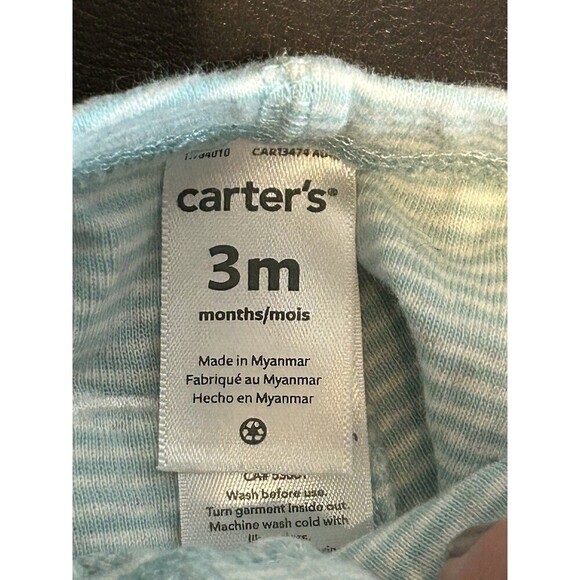 CAR13474
carter's®
3m
months/mois
Made in Myanmar
Fabriqué au Myanmar
Hecho en Myanmar
Wash before use.
Turn garment inside out.
Machine wash cold with